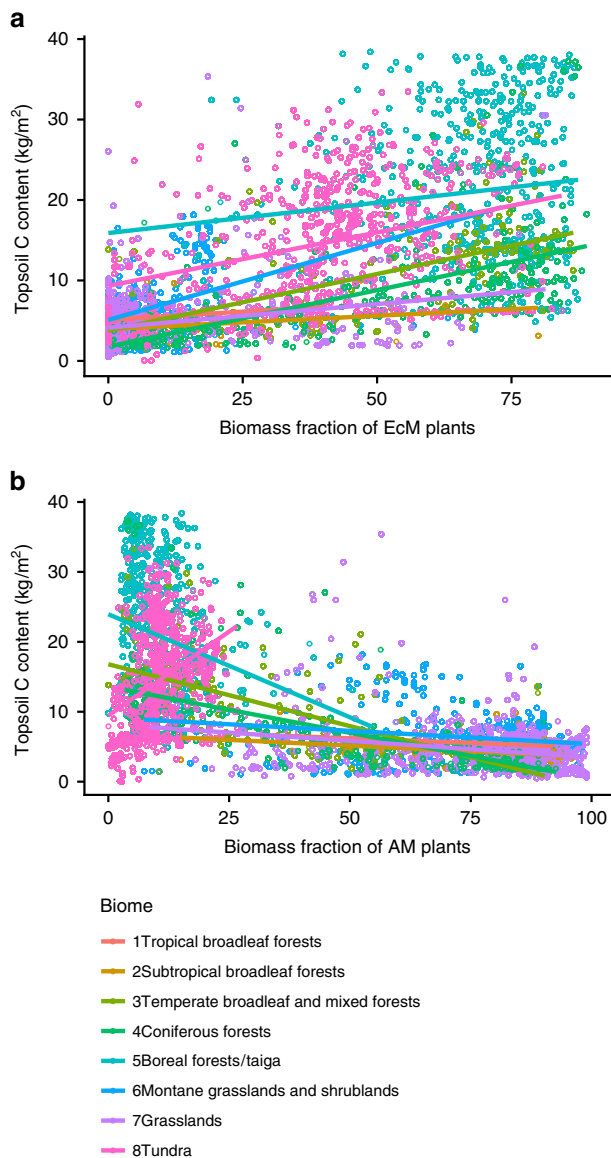 a
40
30
20
10
0
Topsoil C content (kg/m²)
0 25 50 75
Biomass fraction of EcM plants
b
40
30
20
10
0
Topsoil C content (kg/m²)
0 25 50 75 100
Biomass fraction of AM plants
Biome
1Tropical broadleaf forests
2Subtropical broadleaf forests
3Temperate broadleaf and mixed forests
4Coniferous forests
5Boreal forests/taiga
6Montane grasslands and shrublands
7Grasslands
8Tundra